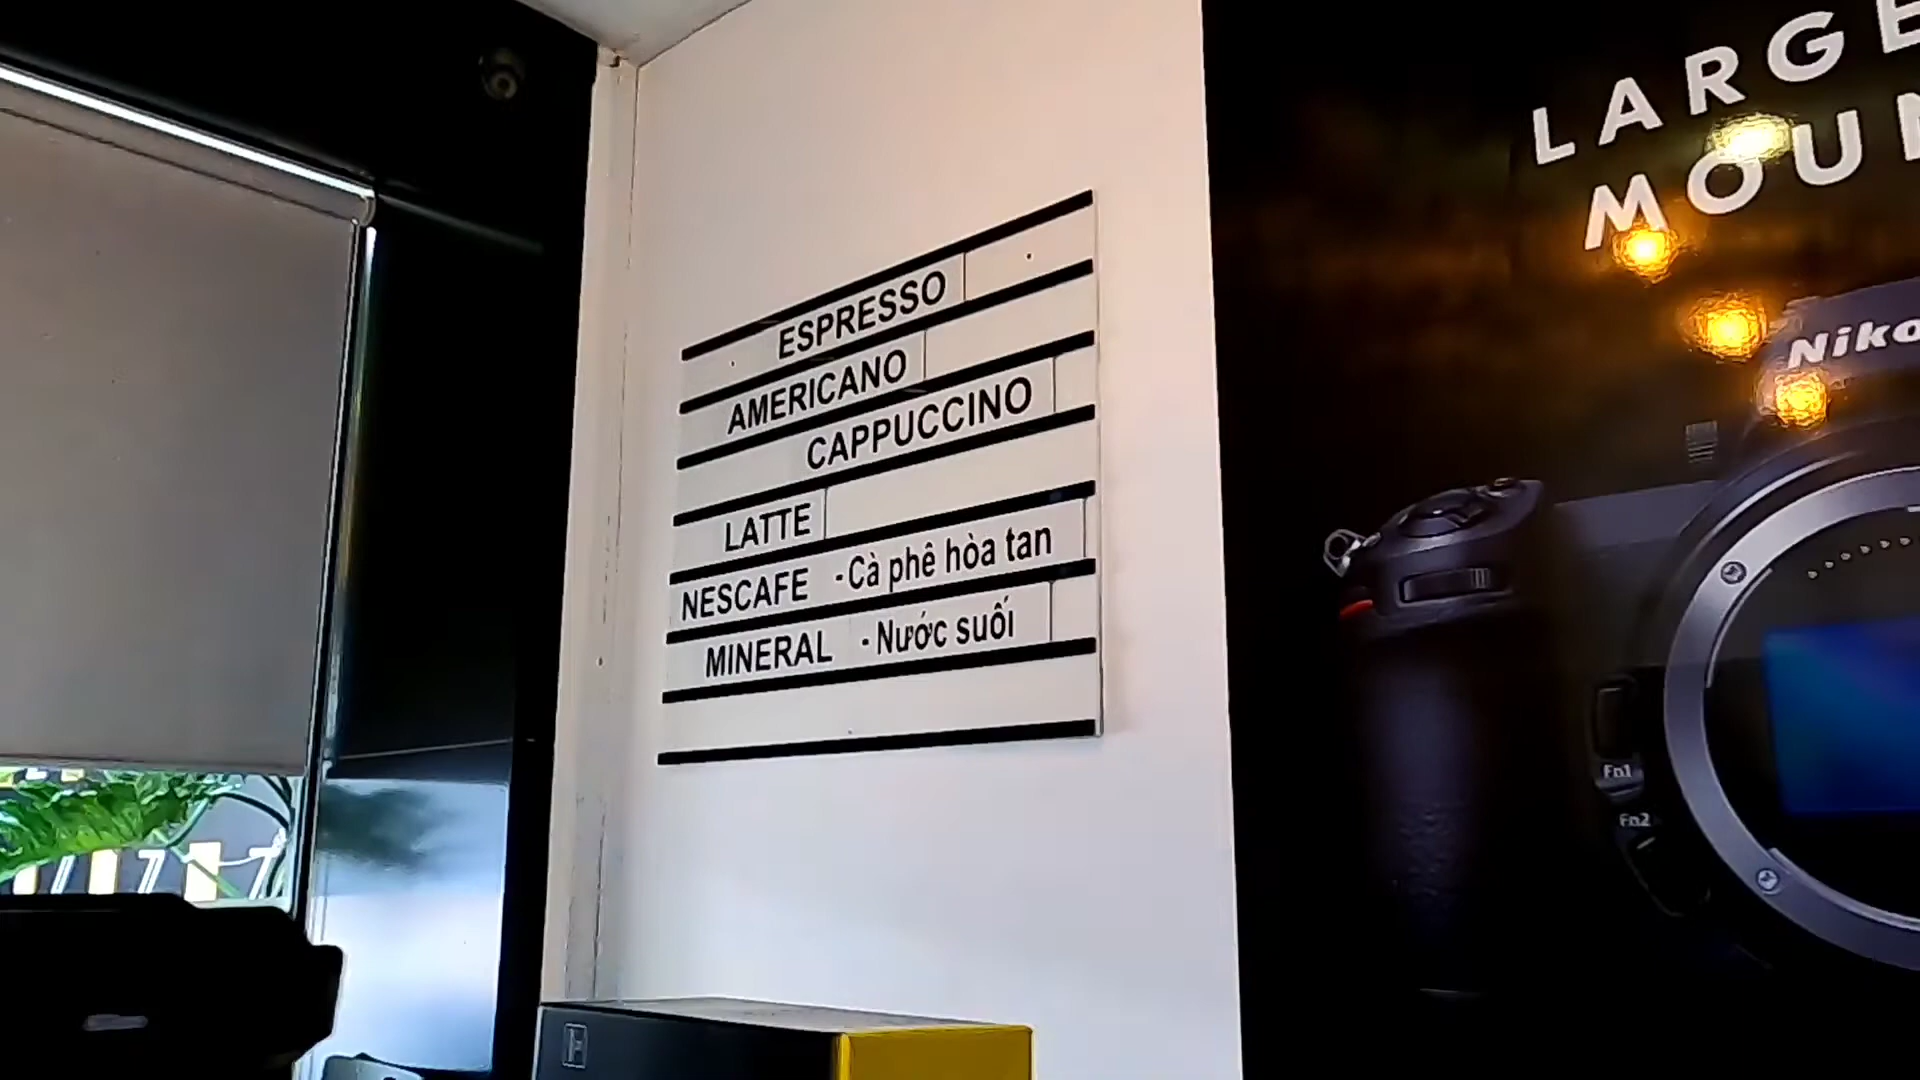 ESPRESSO
AMERICANO
CAPPUCCINO
LATTE
NESCAFE - Cà phê hòa tan
MINERAL - Nước suối
LARGE
MOUN
Niko
Fn1
Fn2